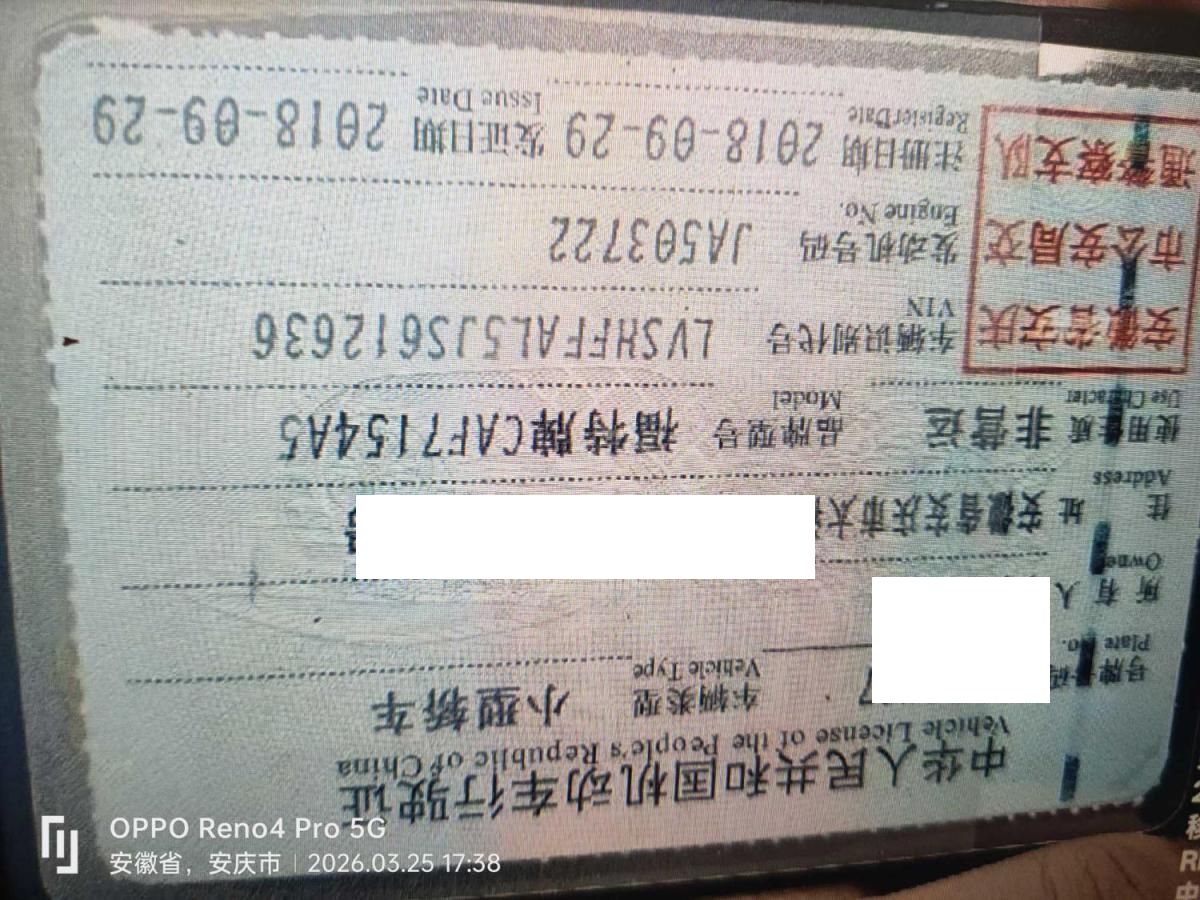 中华人民共和国机动车行驶证
Vehicle License of the People's Republic of China
号牌号码 7 车辆类型 小型轿车
Plate No. Vehicle Type
所有人
Owner
住址 安徽省安庆市
Address
使用性质 非营运 品牌型号 福特牌CAF7154A5
Use Character Model
安徽省安庆
市公安局交
通警察支队
车辆识别代号 LVSHFFAL5JS612636
VIN
发动机号码 JA503722
Engine No.
注册日期 2018-09-29 发证日期 2018-09-29
Register Date Issue Date
OPPO Reno4 Pro 5G
安徽省，安庆市 | 2026.03.25 17:38